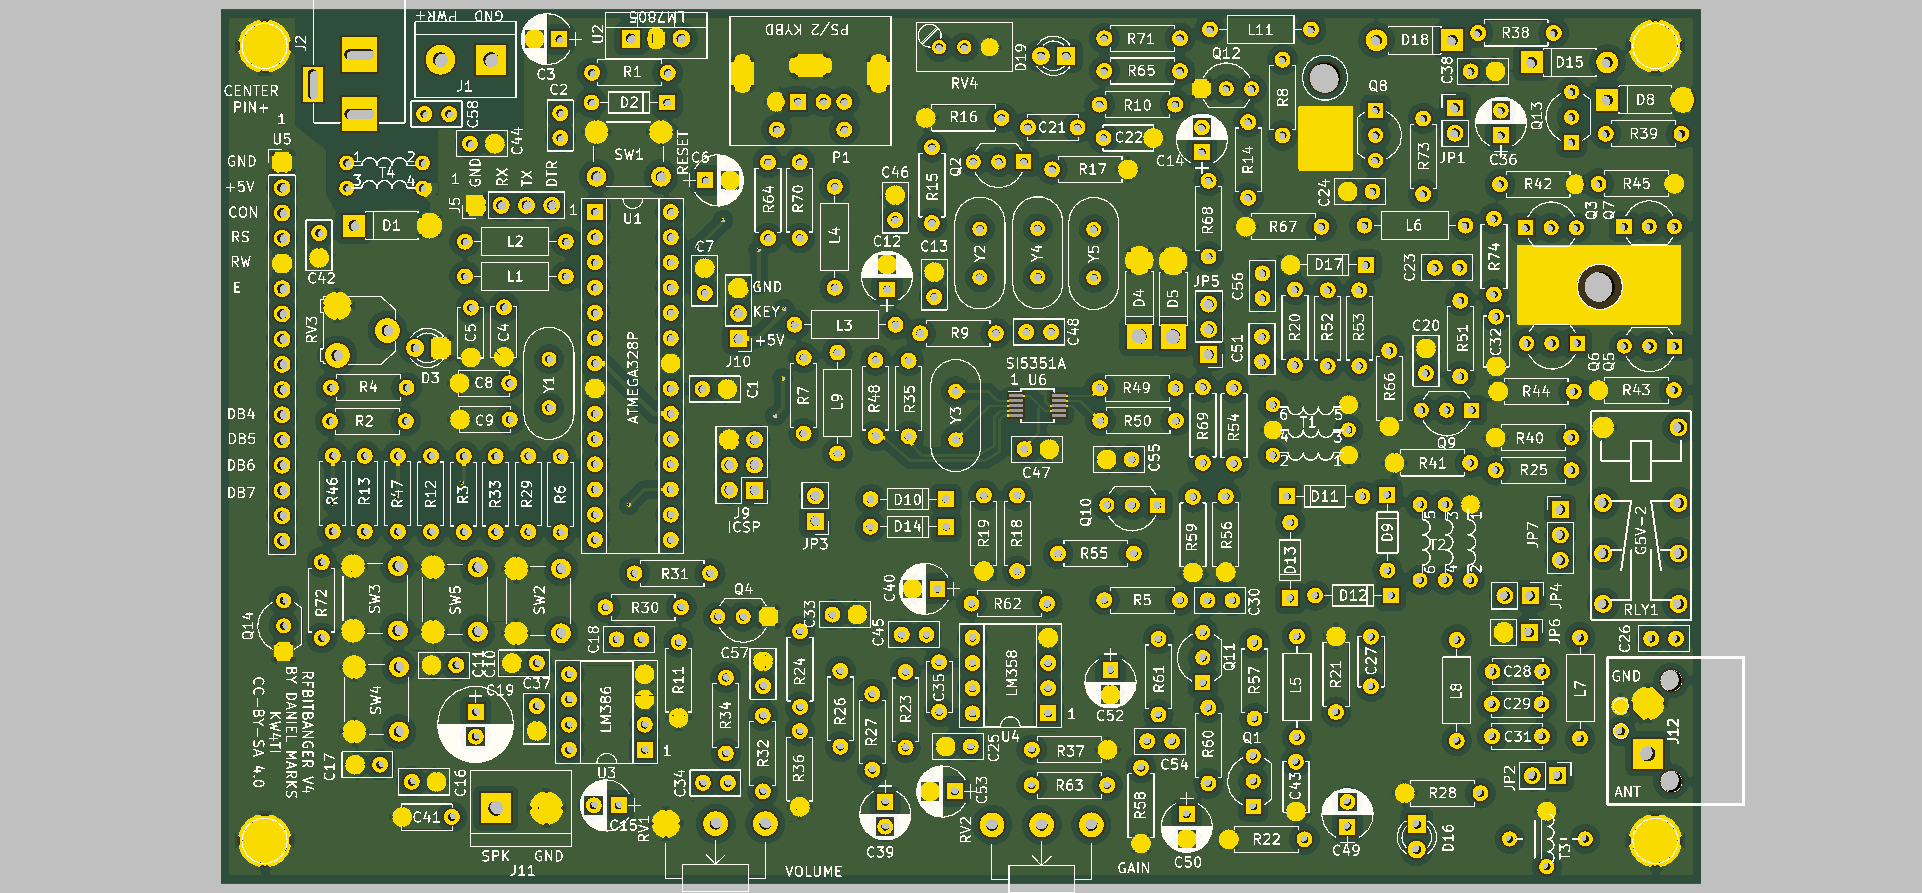 PWR+ GND
J2
J1
CENTER
PIN+
1
U5
GND
+5V
CON
RS
RW
E
DB4
DB5
DB6
DB7
C58
C44
C3
C2
U2
LM7805
R1
D2
SW1
RESET
C6
PS/2 KYBD
P1
RV4
D19
R71
R65
R10
L11
Q12
R8
Q8
D18
R38
C38
D15
D8
Q13
R39
JP1
C36
R73
R16
C21
C22
C14
R14
R15
Q2
R17
C24
R42
R45
1 2
T4
3 4
1
GND
RX
TX
DTR
J5
1
U1
ATMEGA328P
D1
C42
L2
L1
C7
GND
KEY
+5V
J10
R64
R70
L4
C46
C12
C13
Y2
Y4
Y5
D4
D5
JP5
R68
R67
L6
Q3
Q7
R74
C23
D17
C56
C51
R20
R52
R53
RV3
D3
C5
C4
C8
C9
Y1
R4
R2
C1
L3
R9
C48
SI5351A
1 U6
R7
L9
R48
R35
Y3
C47
R49
R50
C55
R69
R54
6 5
T1
4 3
2 1
R66
C20
R51
C32
Q6
Q5
R44
R43
Q9
R41
R40
R25
R46
R13
R47
R12
R3
R33
R29
R6
J9
ICSP
JP3
D10
D14
R19
R18
Q10
R55
R59
R56
D11
D9
D13
D12
5 3 1
T2
6 4 2
JP7
G5V-2
RLY1
JP4
JP6
C26
R72
Q14
SW3
SW5
SW2
SW4
R31
R30
C18
Q4
C33
C40
C45
R62
R5
C30
C11
C10
C19
C37
LM386
1
U3
R11
C57
R24
R34
R32
R36
R26
R27
R23
C35
LM358
1
U4
C25
C52
R61
Q11
R57
L5
R21
C27
L8
C28
C29
C31
L7
GND
J12
ANT
RFBITBANGER V4
BY DANIEL MARKS
KW4TI
CC-BY-SA 4.0
C17
C16
C41
SPK GND
J11
C15
RV1
C34
VOLUME
C39
C53
RV2
R37
R63
GAIN
R58
C54
R60
Q1
C43
C50
R22
C49
R28
D16
JP2
T3